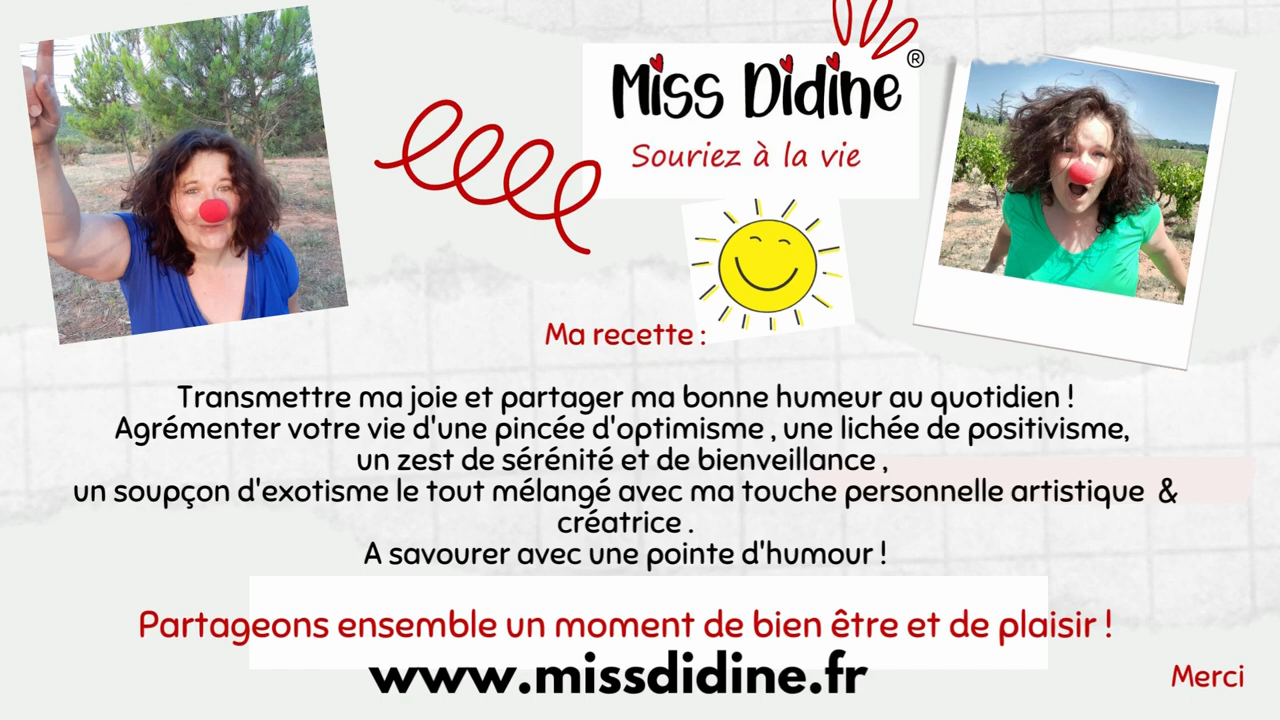 Miss Didine®
Souriez à la vie
Ma recette :
Transmettre ma joie et partager ma bonne humeur au quotidien !
Agrémenter votre vie d'une pincée d'optimisme , une lichée de positivisme,
un zest de sérénité et de bienveillance ,
un soupçon d'exotisme le tout mélangé avec ma touche personnelle artistique &
créatrice .
A savourer avec une pointe d'humour !
Partageons ensemble un moment de bien être et de plaisir !
www.missdidine.fr
Merci